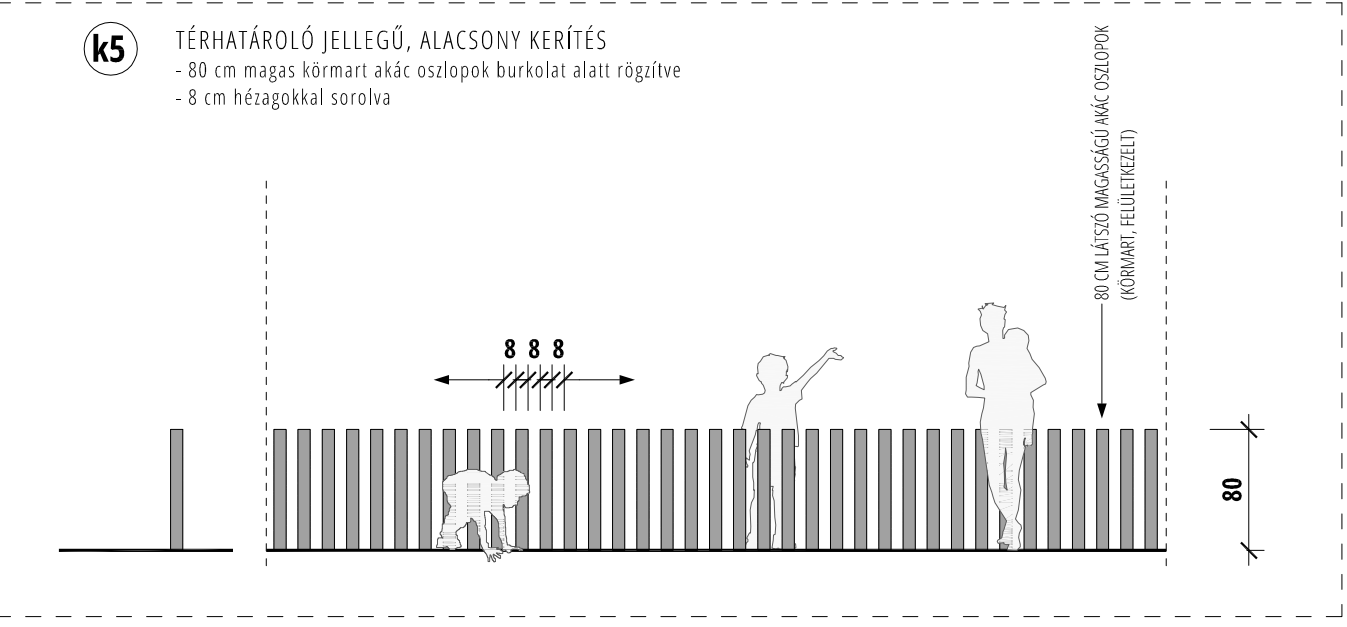 k5
TÉRHATÁROLÓ JELLEGŰ, ALACSONY KERÍTÉS
- 80 cm magas körmart akác oszlopok burkolat alatt rögzítve
- 8 cm hézagokkal sorolva
80 CM LÁTSZÓ MAGASSÁGÚ AKÁC OSZLOPOK
(KÖRMART, FELÜLETKEZELT)
8 8 8
80